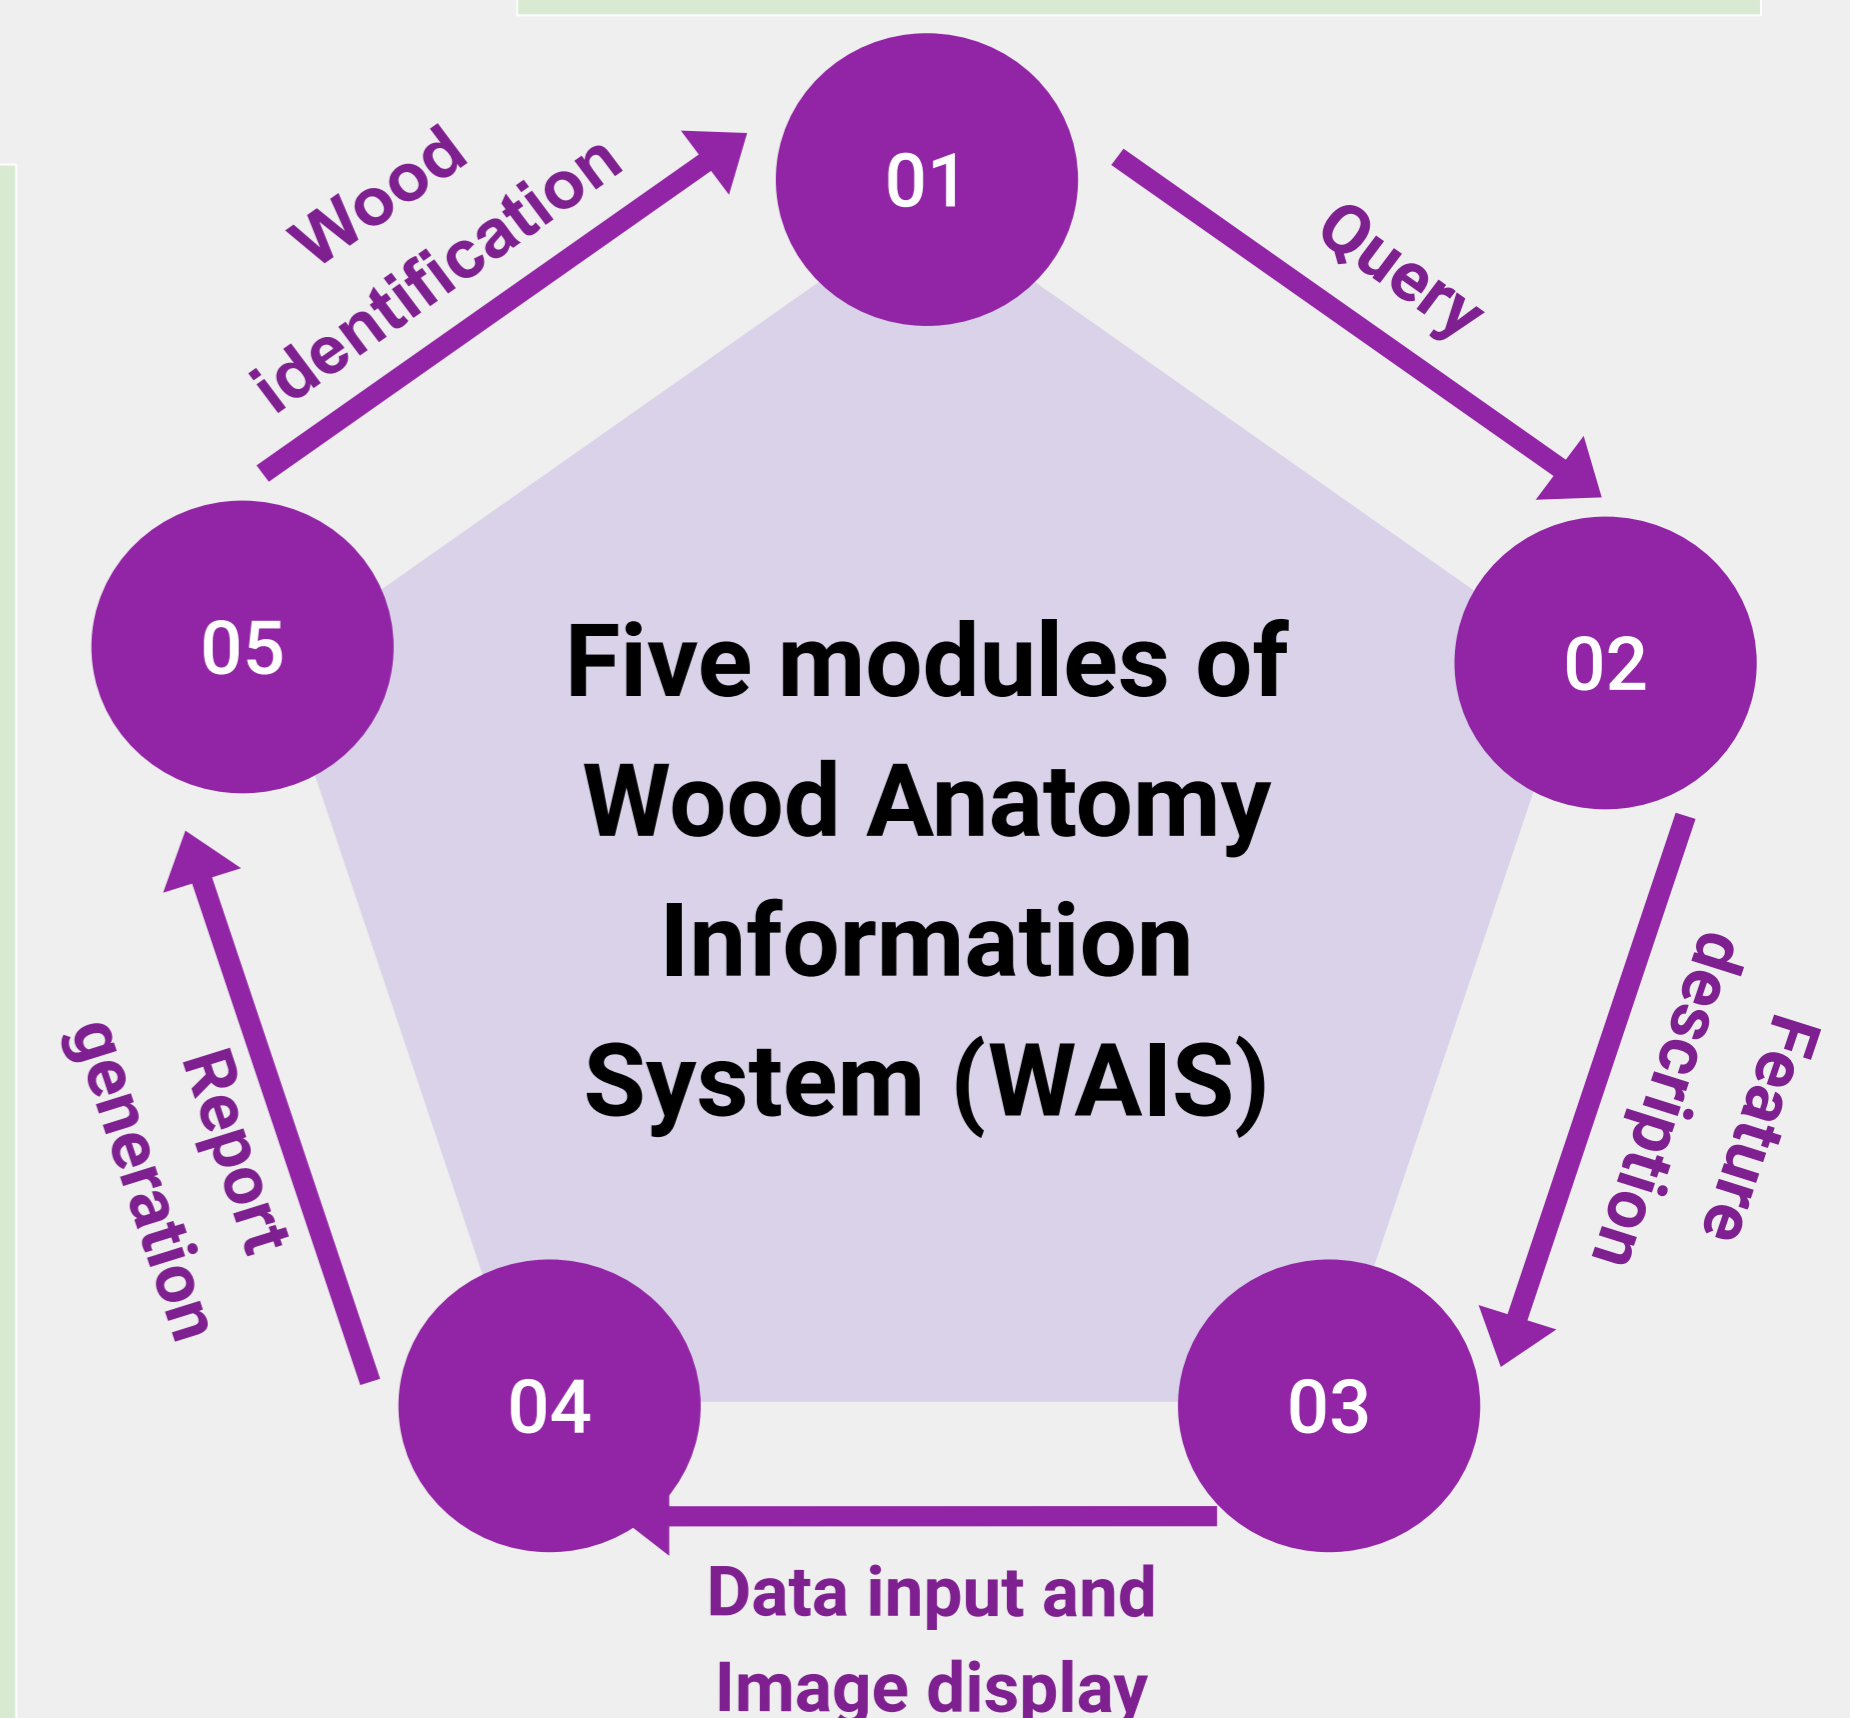 01
Query
02
Feature
description
03
Data input and
Image display
04
Report
generation
05
Wood
identification
Five modules of
Wood Anatomy
Information
System (WAIS)